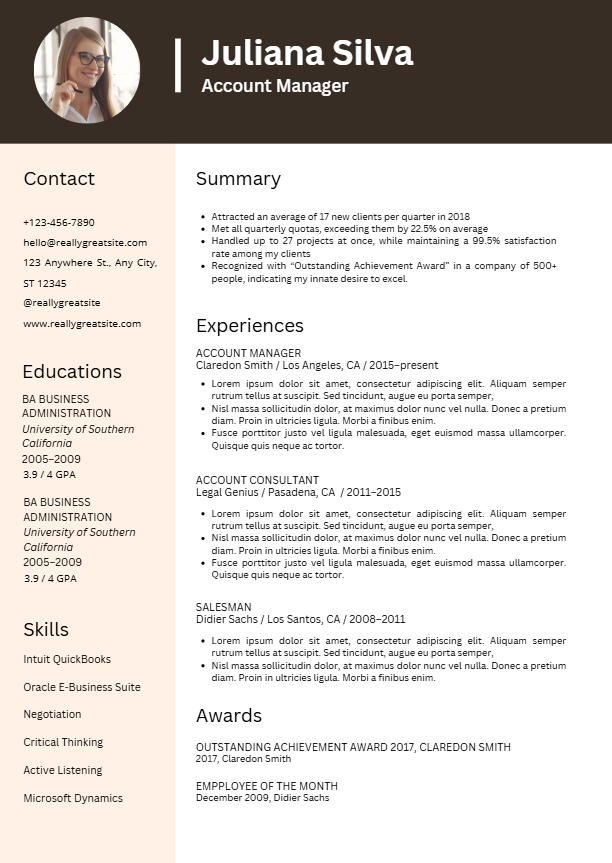 Juliana Silva
Account Manager
Contact
+123-456-7890
hello@reallygreatsite.com
123 Anywhere St., Any City,
ST 12345
@reallygreatsite
www.reallygreatsite.com
Educations
BA BUSINESS
ADMINISTRATION
University of Southern
California
2005–2009
3.9 / 4 GPA
BA BUSINESS
ADMINISTRATION
University of Southern
California
2005–2009
3.9 / 4 GPA
Skills
Intuit QuickBooks
Oracle E-Business Suite
Negotiation
Critical Thinking
Active Listening
Microsoft Dynamics
Summary
• Attracted an average of 17 new clients per quarter in 2018
• Met all quarterly quotas, exceeding them by 22.5% on average
• Handled up to 27 projects at once, while maintaining a 99.5% satisfaction
rate among my clients
• Recognized with “Outstanding Achievement Award” in a company of 500+
people, indicating my innate desire to excel.
Experiences
ACCOUNT MANAGER
Claredon Smith / Los Angeles, CA / 2015–present
• Lorem ipsum dolor sit amet, consectetur adipiscing elit. Aliquam semper
rutrum tellus at suscipit. Sed tincidunt, augue eu porta semper,
• Nisl massa sollicitudin dolor, at maximus dolor nunc vel nulla. Donec a pretium
diam. Proin in ultricies ligula. Morbi a finibus enim.
• Fusce porttitor justo vel ligula malesuada, eget euismod massa ullamcorper.
Quisque quis neque ac tortor.
ACCOUNT CONSULTANT
Legal Genius / Pasadena, CA / 2011–2015
• Lorem ipsum dolor sit amet, consectetur adipiscing elit. Aliquam semper
rutrum tellus at suscipit. Sed tincidunt, augue eu porta semper,
• Nisl massa sollicitudin dolor, at maximus dolor nunc vel nulla. Donec a pretium
diam. Proin in ultricies ligula. Morbi a finibus enim.
• Fusce porttitor justo vel ligula malesuada, eget euismod massa ullamcorper.
Quisque quis neque ac tortor.
SALESMAN
Didier Sachs / Los Santos, CA / 2008–2011
• Lorem ipsum dolor sit amet, consectetur adipiscing elit. Aliquam semper
rutrum tellus at suscipit. Sed tincidunt, augue eu porta semper,
• Nisl massa sollicitudin dolor, at maximus dolor nunc vel nulla. Donec a pretium
diam. Proin in ultricies ligula. Morbi a finibus enim.
Awards
OUTSTANDING ACHIEVEMENT AWARD 2017, CLAREDON SMITH
2017, Claredon Smith
EMPPLOYEE OF THE MONTH
December 2009, Didier Sachs